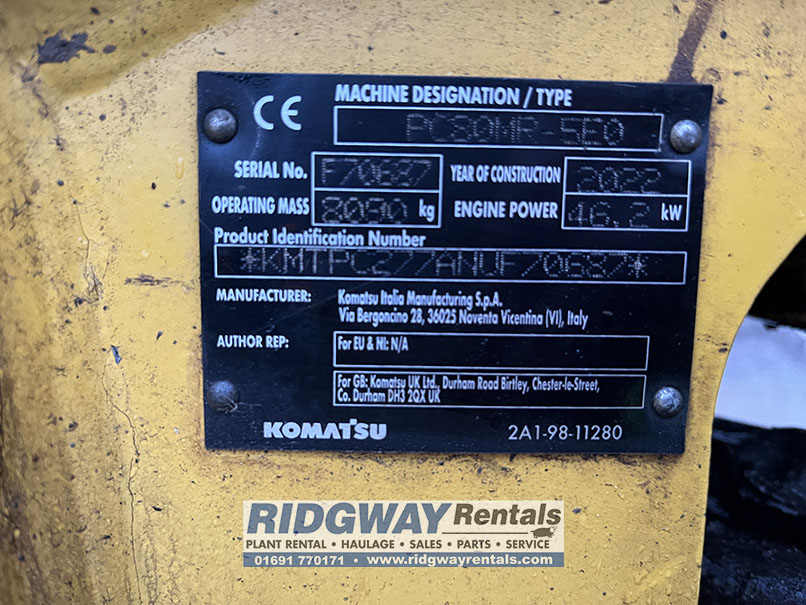 CE
MACHINE DESIGNATION / TYPE
PC80MR-5E0
SERIAL No. F70687 YEAR OF CONSTRUCTION 2022
OPERATING MASS 8090 kg ENGINE POWER 46.2 kW
Product Identification Number
*KMTPC277ANUF70687*
MANUFACTURER: Komatsu Italia Manufacturing S.p.A.
Via Bergoncino 28, 36025 Noventa Vicentina (VI), Italy
AUTHOR REP: For EU & NI: N/A
For GB: Komatsu UK Ltd., Durham Road Birtley, Chester-le-Street,
Co. Durham DH3 2QX UK
KOMATSU 2A1-98-11280
RIDGWAY Rentals
PLANT RENTAL • HAULAGE • SALES • PARTS • SERVICE
01691 770171 • www.ridgwayrentals.com